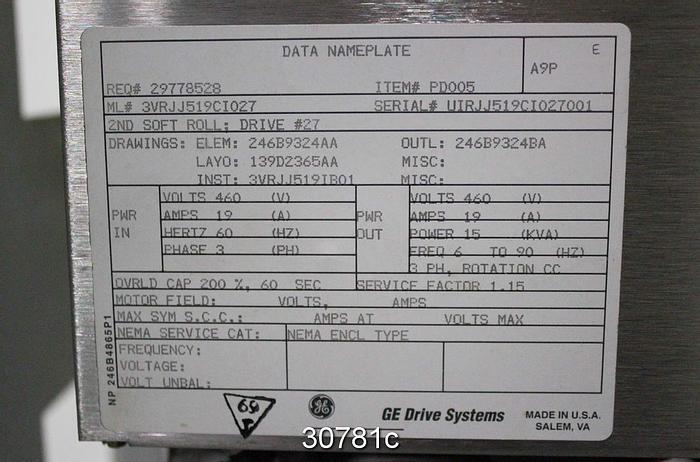 DATA NAMEPLATE
A9P E
REQ# 29778528 ITEM# PD005
ML# 3VRJJ519CI027 SERIAL# UIRJJ519CI027001
2ND SOFT ROLL; DRIVE #27
DRAWINGS: ELEM: 246B9324AA OUTL: 246B9324BA
LAYO: 139D2365AA MISC:
INST: 3VRJJ519IB01 MISC:
PWR IN
VOLTS 460 (V)
AMPS 19 (A)
HERTZ 60 (HZ)
PHASE 3 (PH)
PWR OUT
VOLTS 460 (V)
AMPS 19 (A)
POWER 15 (KVA)
FREQ 6 TO 90 (HZ)
3 PH, ROTATION CC
OVRLD CAP 200 %, 60 SEC SERVICE FACTOR 1.15
MOTOR FIELD: VOLTS, AMPS
MAX SYM S.C.C.: AMPS AT VOLTS MAX
NEMA SERVICE CAT: NEMA ENCL TYPE
FREQUENCY:
VOLTAGE:
VOLT UNBAL:
NP 246B4865P1
69
GE
GE Drive Systems
MADE IN U.S.A.
SALEM, VA
30781c